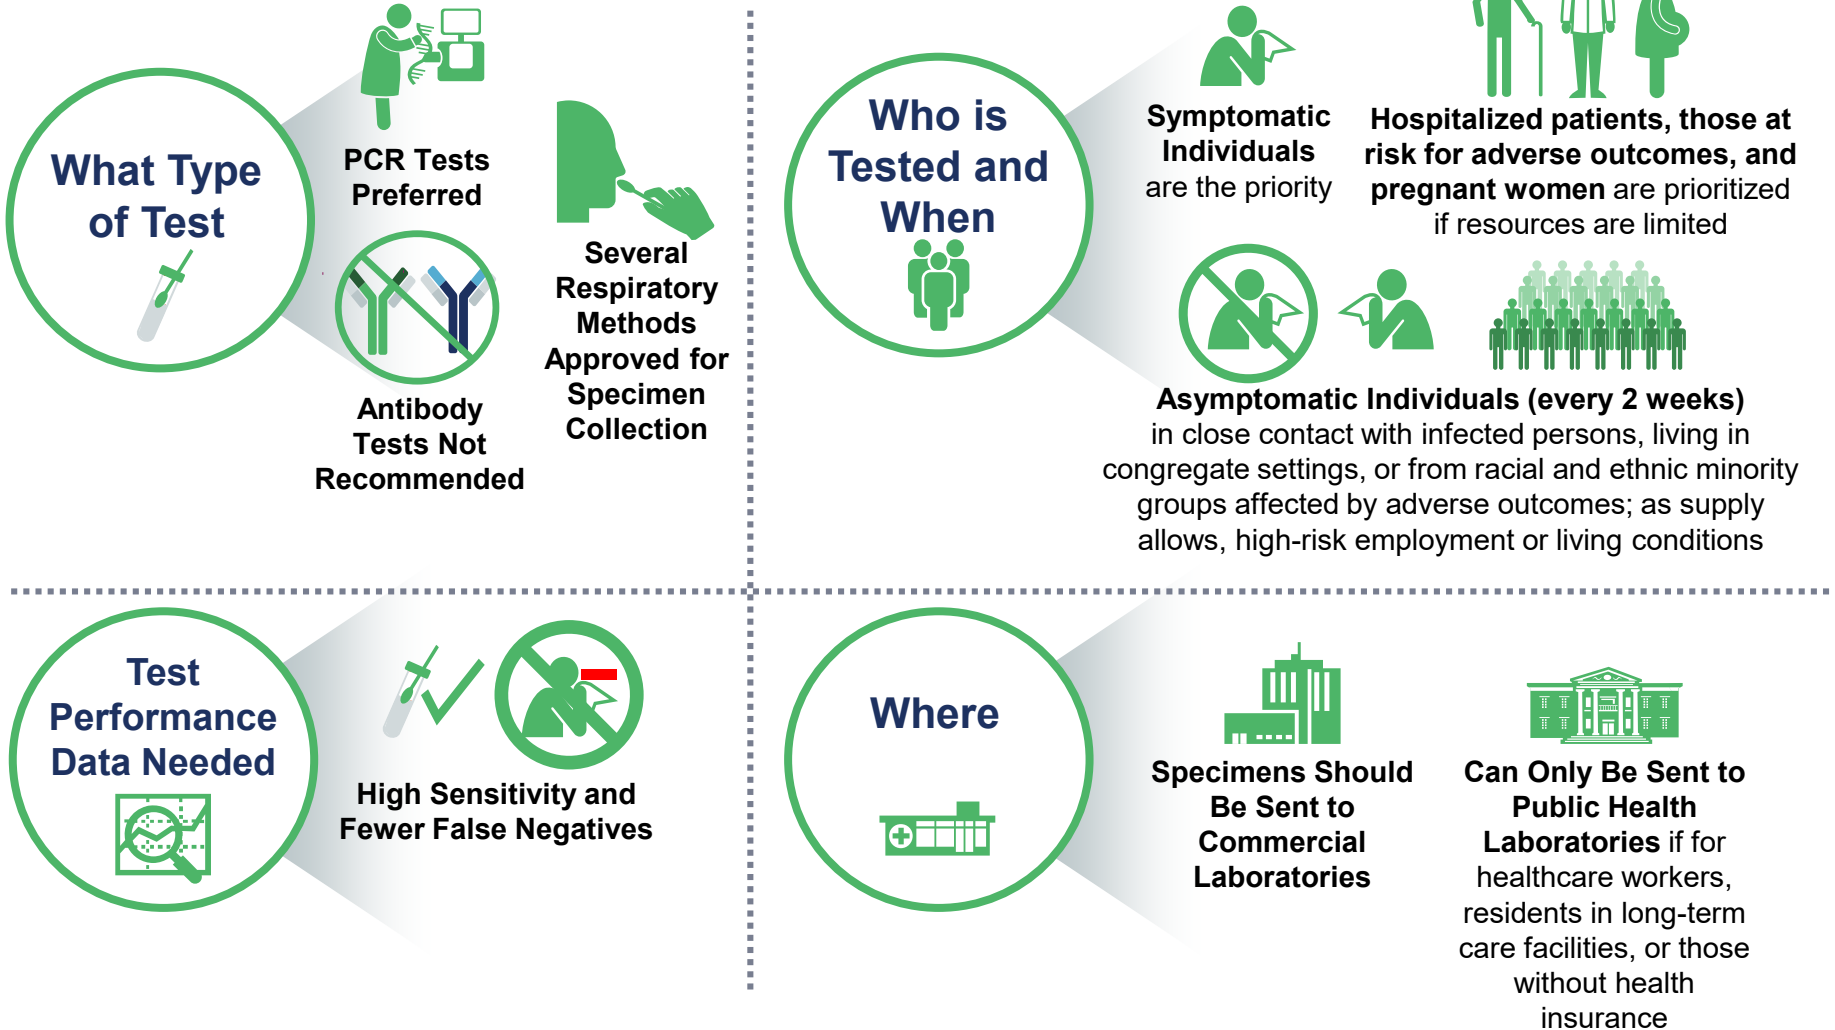 What Type
of Test
PCR Tests
Preferred
Antibody
Tests Not
Recommended
Several
Respiratory
Methods
Approved for
Specimen
Collection
Who is
Tested and
When
Symptomatic
Individuals
are the priority
Hospitalized patients, those at
risk for adverse outcomes, and
pregnant women are prioritized
if resources are limited
Asymptomatic Individuals (every 2 weeks)
in close contact with infected persons, living in
congregate settings, or from racial and ethnic minority
groups affected by adverse outcomes; as supply
allows, high-risk employment or living conditions
Test
Performance
Data Needed
High Sensitivity and
Fewer False Negatives
Where
Specimens Should
Be Sent to
Commercial
Laboratories
Can Only Be Sent to
Public Health
Laboratories if for
healthcare workers,
residents in long-term
care facilities, or those
without health
insurance